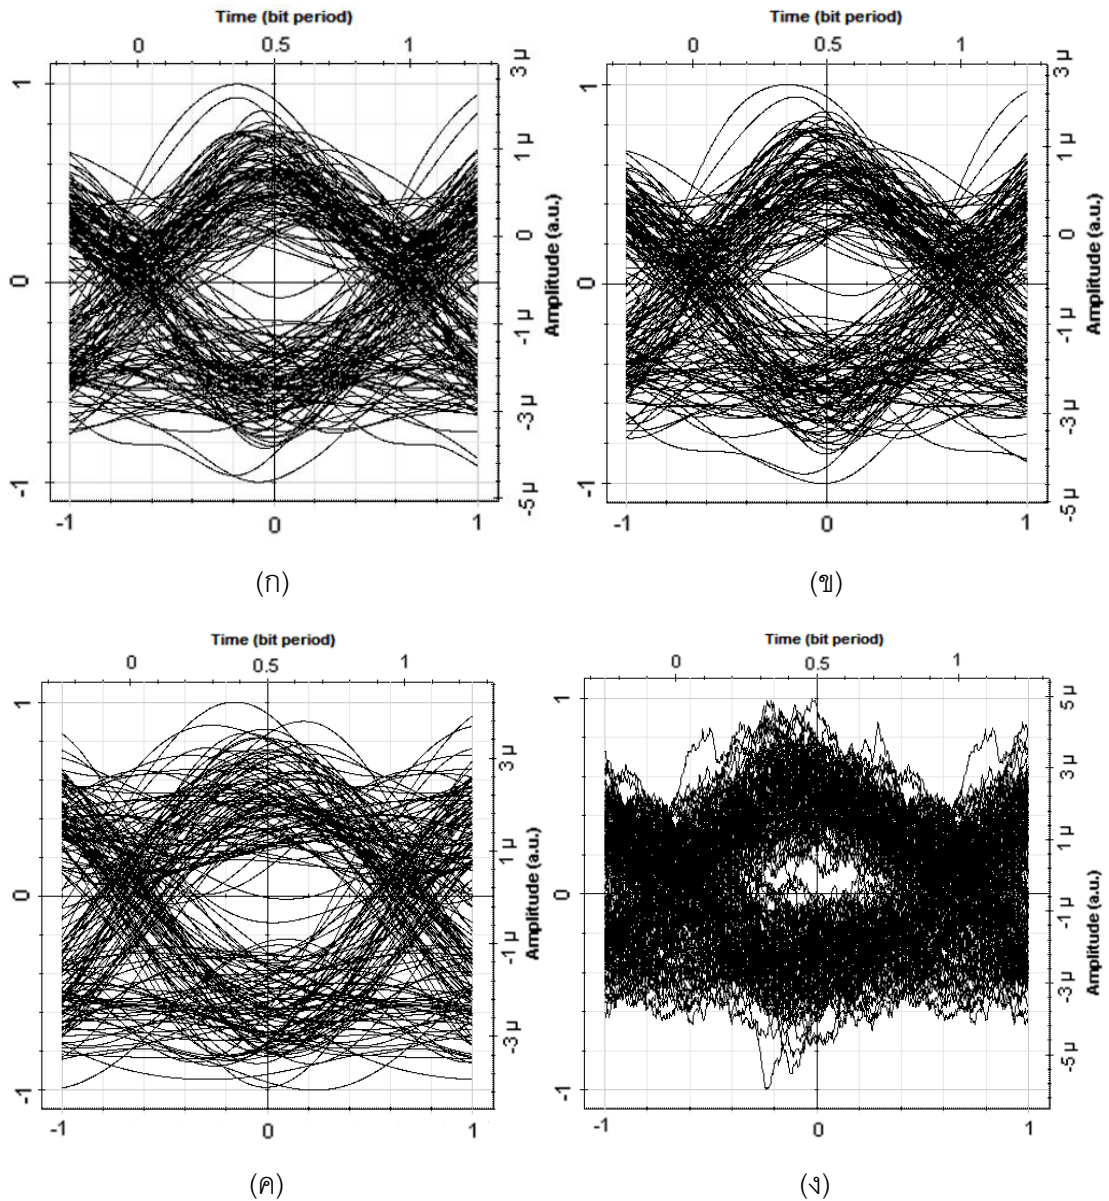 Time (bit period)
0 0.5 1
1 0 -1
3 μ 1 μ 0 -1 μ -3 μ -5 μ
Amplitude (a.u.)
-1 0 1
(ก)
Time (bit period)
0 0.5 1
1 0 -1
3 μ 1 μ 0 -1 μ -3 μ -5 μ
Amplitude (a.u.)
-1 0 1
(ข)
Time (bit period)
0 0.5 1
1 0 -1
3 μ 1 μ -1 μ -3 μ
Amplitude (a.u.)
-1 0 1
(ค)
Time (bit period)
0 0.5 1
1 0 -1
5 μ 3 μ 1 μ -1 μ -3 μ -5 μ
Amplitude (a.u.)
-1 0 1
(ง)